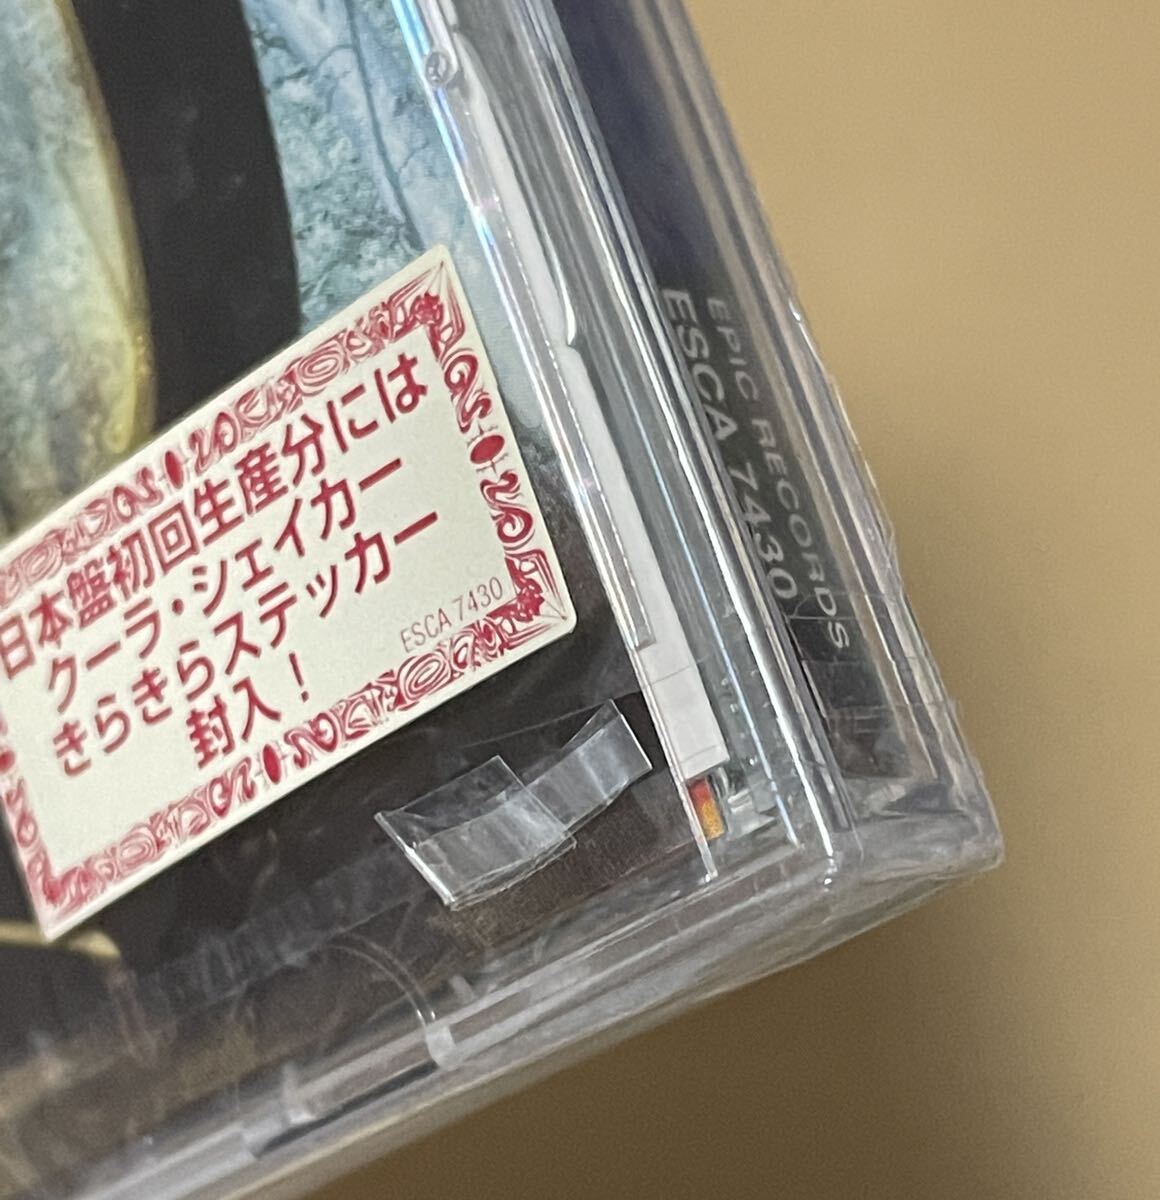 日本盤初回生産分には
クーラ・シェイカー
きらきらステッカー
封入！
ESCA 7430
EPIC RECORDS
ESCA 7430